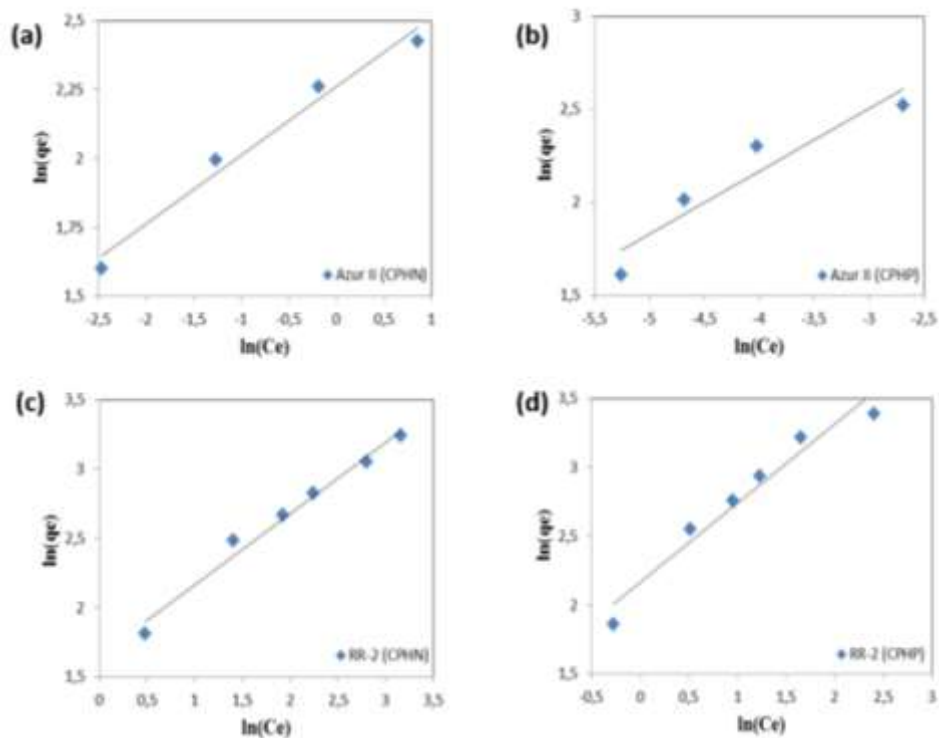 (a)
2,5
2,25
2
1,75
1,5
ln(qe)
-2,5 -2 -1,5 -1 -0,5 0 0,5 1
ln(Ce)
Azur II (CPHN)
(b)
3
2,5
2
1,5
ln(qe)
-5,5 -5 -4,5 -4 -3,5 -3 -2,5
ln(Ce)
Azur II (CPHP)
(c)
3,5
3
2,5
2
1,5
ln(qe)
0 0,5 1 1,5 2 2,5 3 3,5
ln(Ce)
RR-2 (CPHN)
(d)
3,5
3
2,5
2
1,5
ln(qe)
-0,5 0 0,5 1 1,5 2 2,5 3
ln(Ce)
RR-2 (CPHP)